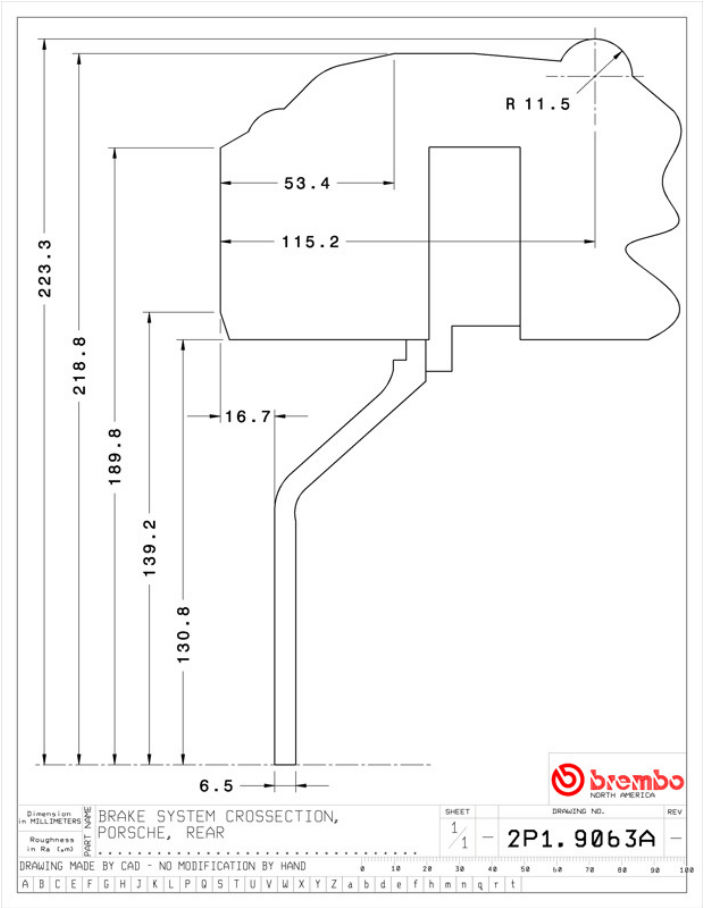 R 11.5
53.4
115.2
223.3
218.8
16.7
189.8
139.2
130.8
6.5
brembo
NORTH AMERICA
Dimension
in MILLIMETERS
Roughness
in Ra (µm)
PART NAME
BRAKE SYSTEM CROSSECTION,
PORSCHE, REAR
SHEET
1/1
-
DRAWING NO.
2P1.9063A
REV
-
DRAWING MADE BY CAD - NO MODIFICATION BY HAND
0 10 20 30 40 50 60 70 80 90 100
A B C E F G H J K L P Q S T U V W X Y Z a b d e f h m n q r t